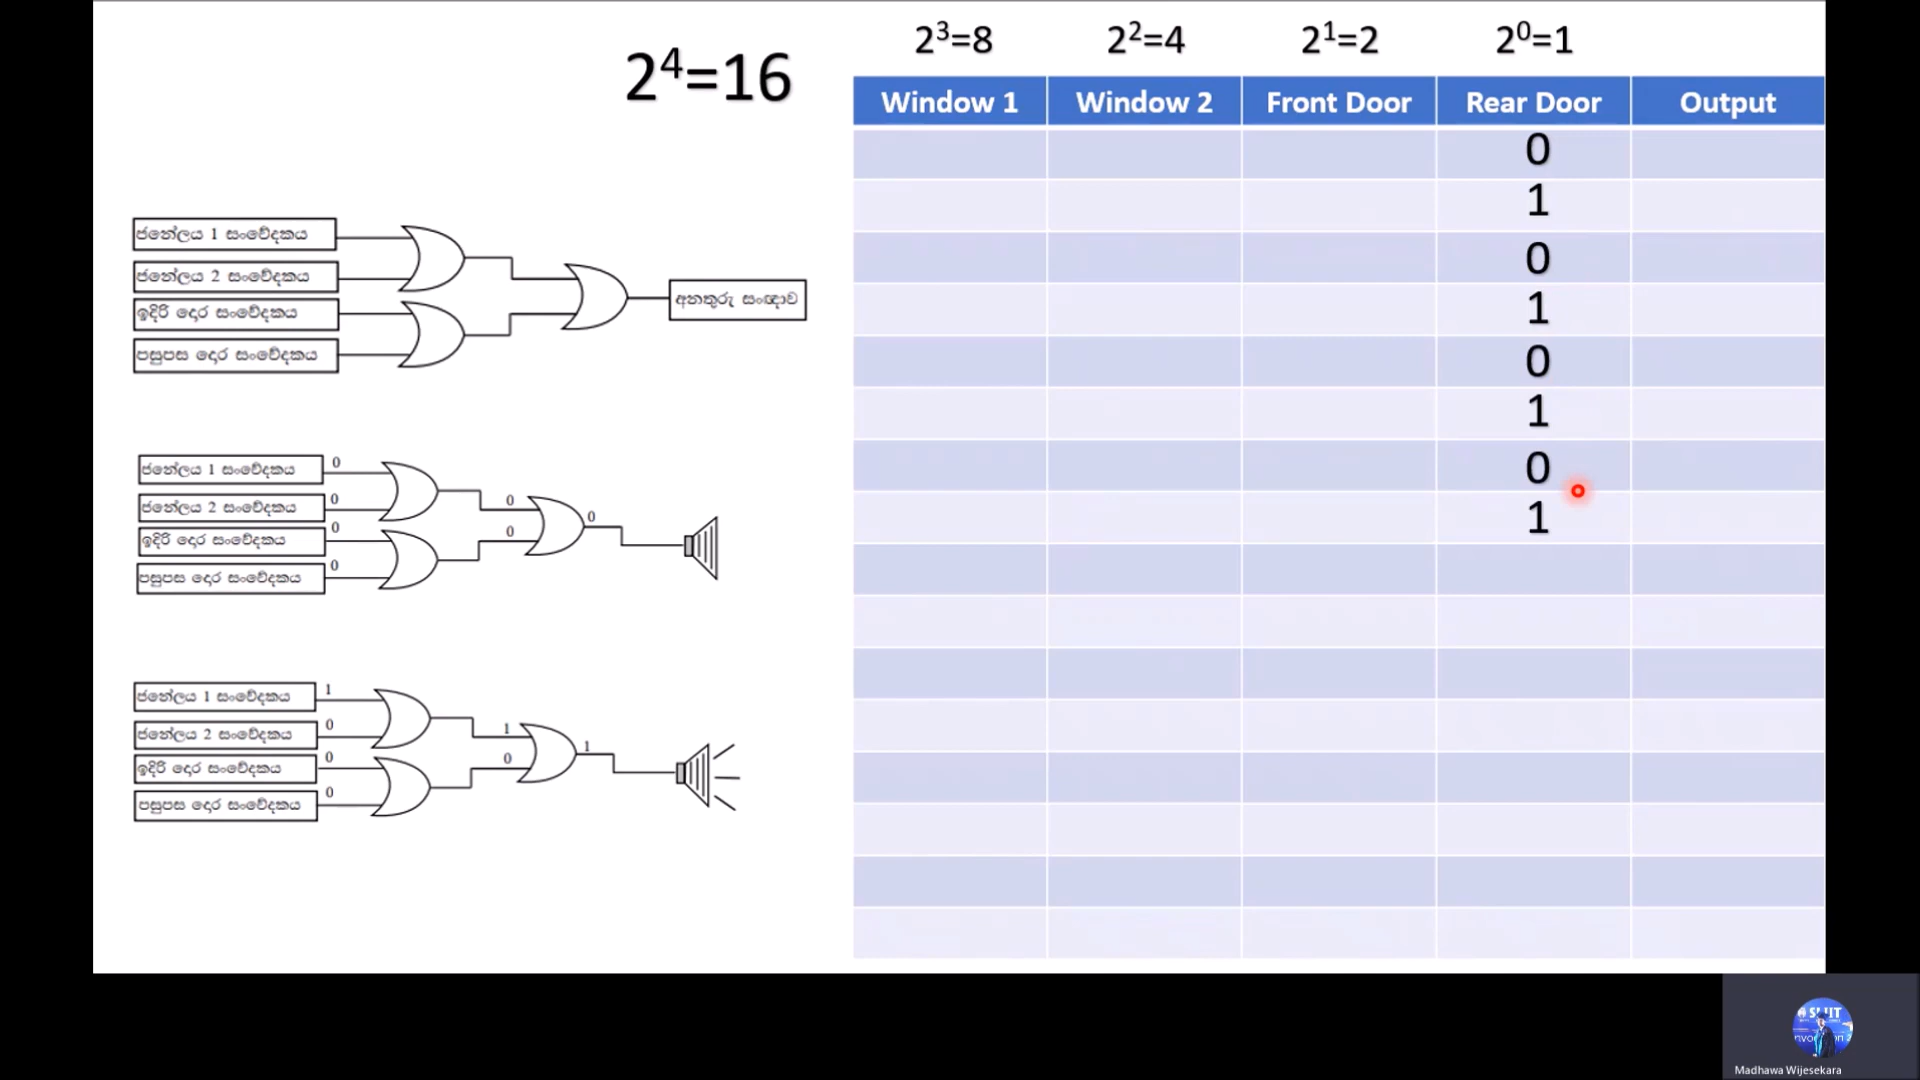 2⁴=16
2³=8 2²=4 2¹=2 2⁰=1
Window 1 Window 2 Front Door Rear Door Output
0
1
0
1
0
1
0
1
ජනේලය 1 සංවේදකය
ජනේලය 2 සංවේදකය
ඉදිරි දොර සංවේදකය
පසුපස දොර සංවේදකය
අනතුරු සංඥාව
ජනේලය 1 සංවේදකය 0
ජනේලය 2 සංවේදකය 0
ඉදිරි දොර සංවේදකය 0
පසුපස දොර සංවේදකය 0
0
0
0
ජනේලය 1 සංවේදකය 1
ජනේලය 2 සංවේදකය 0
ඉදිරි දොර සංවේදකය 0
පසුපස දොර සංවේදකය 0
1
0
1
Madhawa Wijesekara